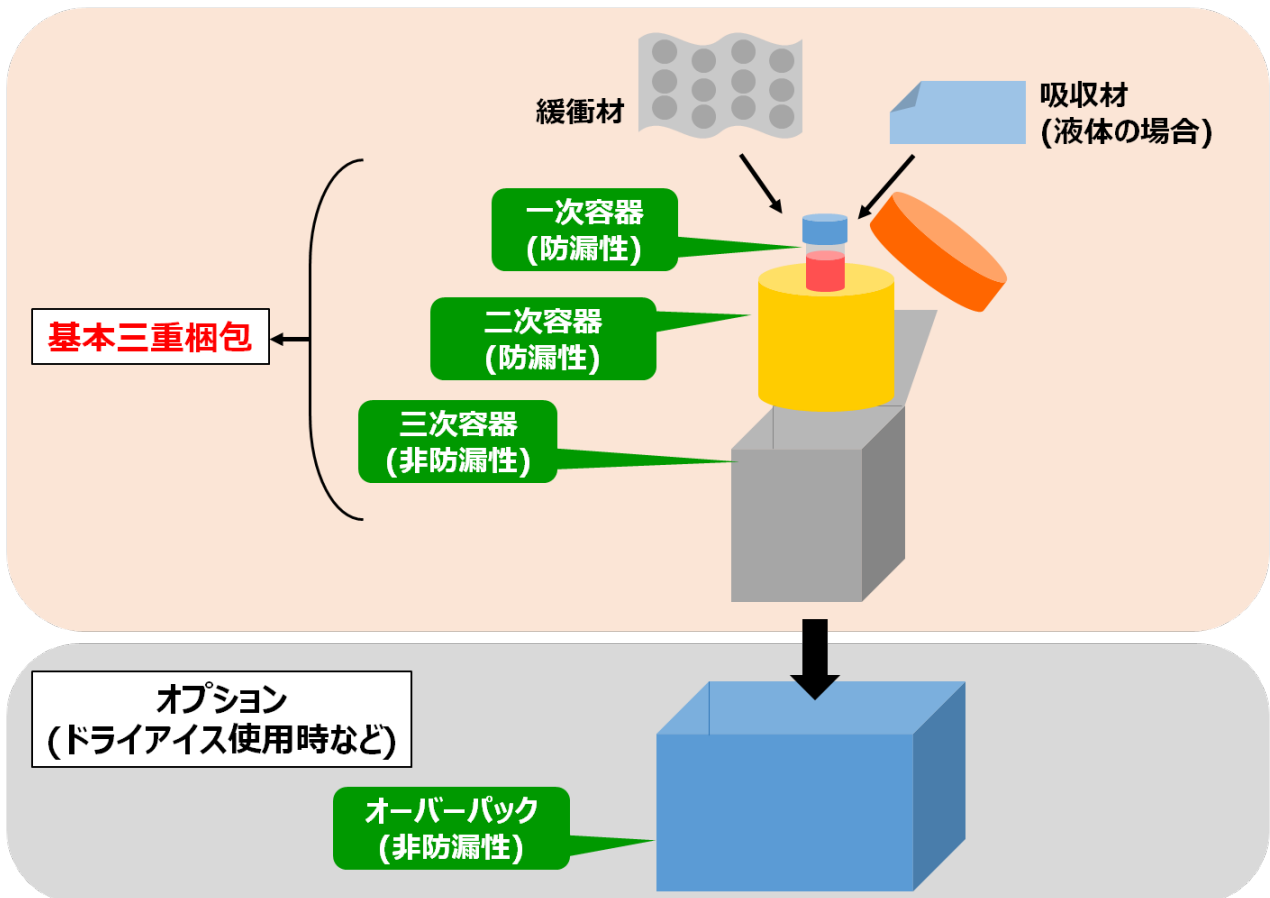 緩衝材
吸収材
(液体の場合)
一次容器
(防漏性)
二次容器
(防漏性)
基本三重梱包
三次容器
(非防漏性)
オプション
(ドライアイス使用時など)
オーバーパック
(非防漏性)